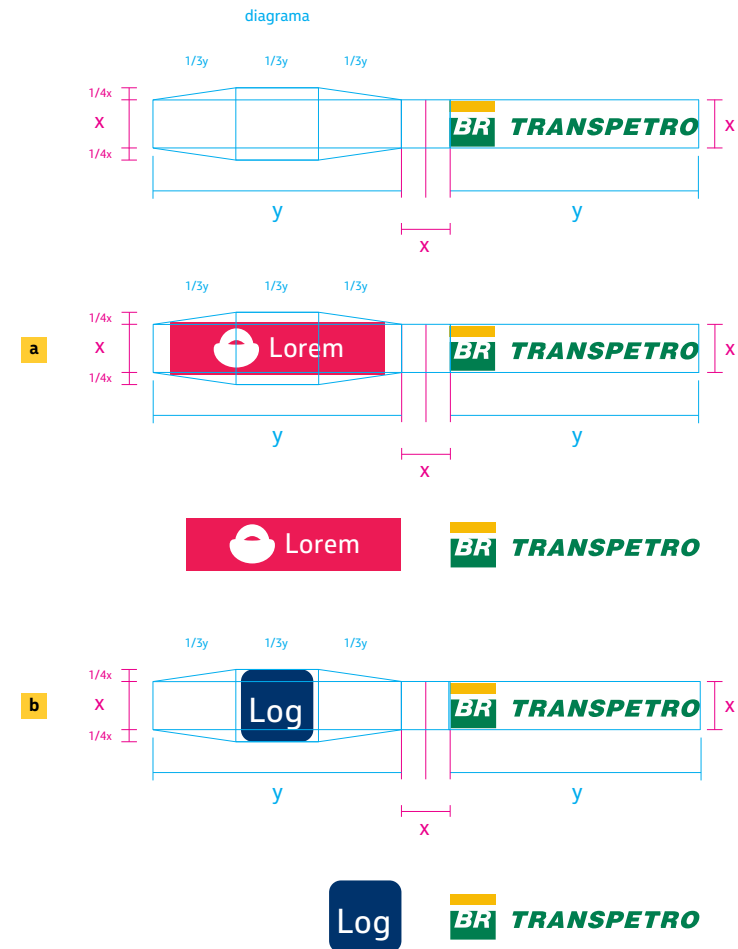 diagrama
1/3y 1/3y 1/3y
1/4x
x BR TRANSPETRO x
1/4x
y y
x
1/3y 1/3y 1/3y
1/4x
a x Lorem BR TRANSPETRO x
1/4x
y y
x
Lorem BR TRANSPETRO
1/3y 1/3y 1/3y
1/4x
b x Log BR TRANSPETRO x
1/4x
y y
x
Log BR TRANSPETRO